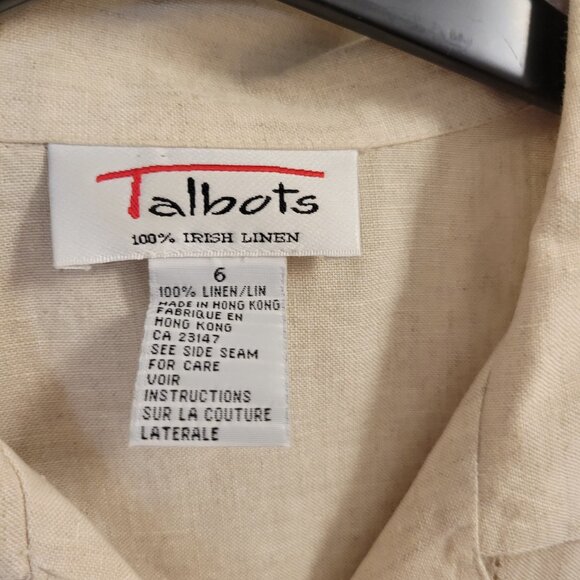 Talbots
100% IRISH LINEN
6
100% LINEN/LIN
MADE IN HONG KONG
FABRIQUE EN
HONG KONG
CA 23147
SEE SIDE SEAM
FOR CARE
VOIR
INSTRUCTIONS
SUR LA COUTURE
LATERALE